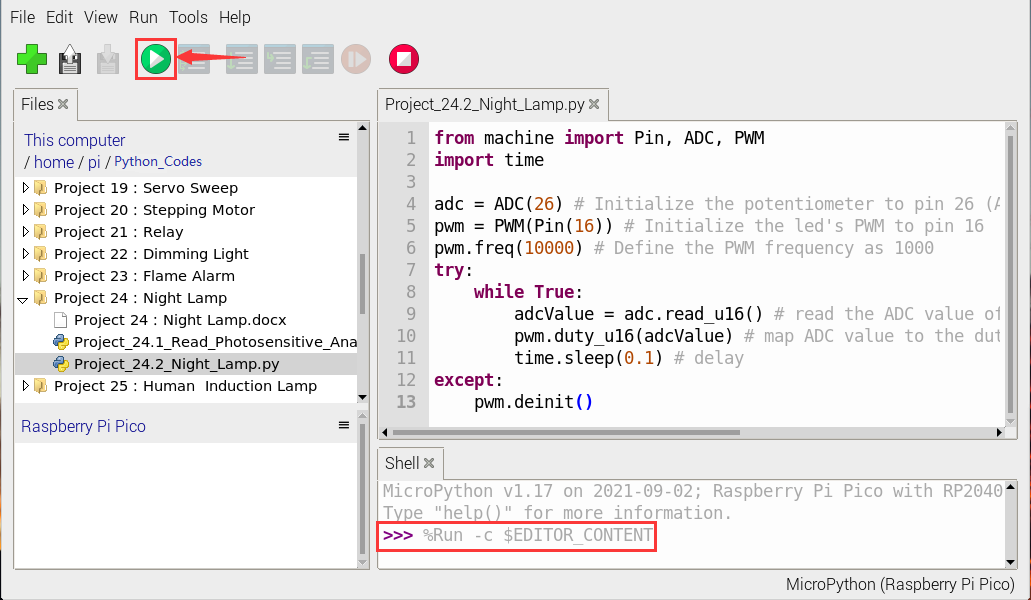 File Edit View Run Tools Help
Files
This computer
/ home / pi / Python_Codes
Project 19 : Servo Sweep
Project 20 : Stepping Motor
Project 21 : Relay
Project 22 : Dimming Light
Project 23 : Flame Alarm
Project 24 : Night Lamp
Project 24 : Night Lamp.docx
Project_24.1_Read_Photosensitive_Ana
Project_24.2_Night_Lamp.py
Project 25 : Human  Induction Lamp
Raspberry Pi Pico
Project_24.2_Night_Lamp.py
1 from machine import Pin, ADC, PWM
2 import time
3
4 adc = ADC(26) # Initialize the potentiometer to pin 26 (A
5 pwm = PWM(Pin(16)) # Initialize the led's PWM to pin 16
6 pwm.freq(10000) # Define the PWM frequency as 1000
7 try:
8     while True:
9         adcValue = adc.read_u16() # read the ADC value of
10         pwm.duty_u16(adcValue) # map ADC value to the dut
11         time.sleep(0.1) # delay
12 except:
13     pwm.deinit()
Shell
MicroPython v1.17 on 2021-09-02; Raspberry Pi Pico with RP2040
Type "help()" for more information.
>>> %Run -c $EDITOR_CONTENT
MicroPython (Raspberry Pi Pico)